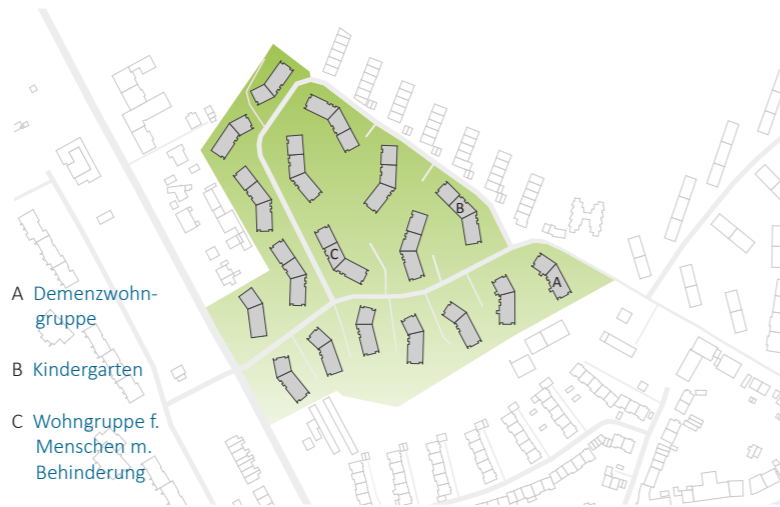 B
C
A
A Demenzwohn-
gruppe
B Kindergarten
C Wohngruppe f.
Menschen m.
Behinderung